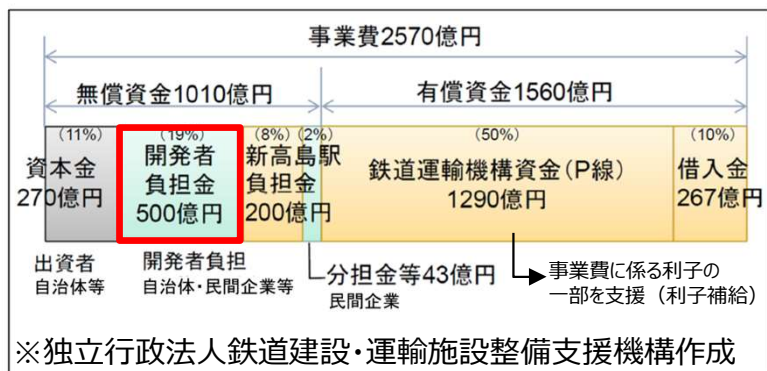 事業費2570億円
無償資金1010億円
有償資金1560億円
(11%)
資本金
270億円
(19%)
開発者
負担金
500億円
(8%)
新高島駅
負担金
200億円
(2%)
(50%)
鉄道運輸機構資金(P線)
1290億円
(10%)
借入金
267億円
出資者
自治体等
開発者負担
自治体・民間企業等
分担金等43億円
民間企業
事業費に係る利子の
一部を支援（利子補給）
※独立行政法人鉄道建設・運輸施設整備支援機構作成